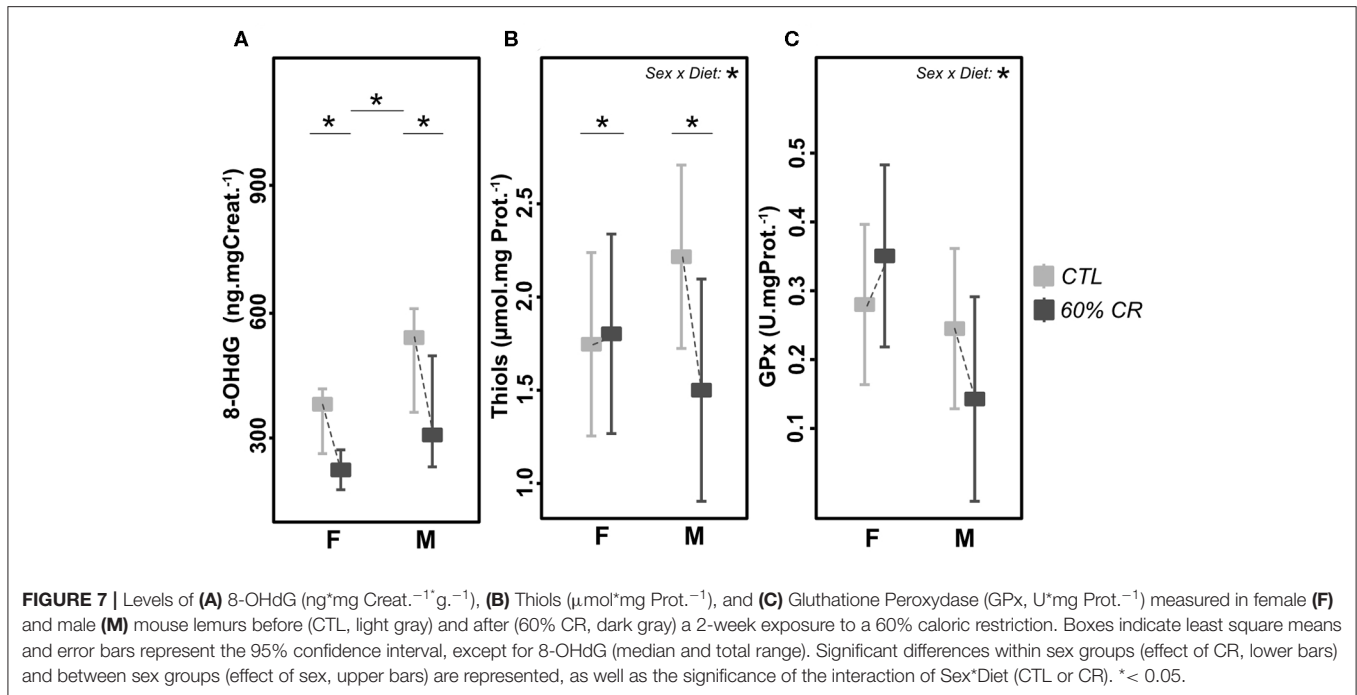 A
8-OHdG (ng.mgCreat.-1)
900
600
300
*
*
*
F
M
B
Sex x Diet: *
Thiols (µmol.mg Prot.-1)
2.5
2.0
1.5
1.0
*
*
F
M
C
Sex x Diet: *
GPx (U.mgProt.-1)
0.5
0.4
0.3
0.2
0.1
F
M
CTL
60% CR
FIGURE 7 | Levels of (A) 8-OHdG (ng*mg Creat.−1*g.−1), (B) Thiols (μmol*mg Prot.−1), and (C) Gluthatione Peroxydase (GPx, U*mg Prot.−1) measured in female (F)
and male (M) mouse lemurs before (CTL, light gray) and after (60% CR, dark gray) a 2-week exposure to a 60% caloric restriction. Boxes indicate least square means
and error bars represent the 95% confidence interval, except for 8-OHdG (median and total range). Significant differences within sex groups (effect of CR, lower bars)
and between sex groups (effect of sex, upper bars) are represented, as well as the significance of the interaction of Sex*Diet (CTL or CR). *< 0.05.